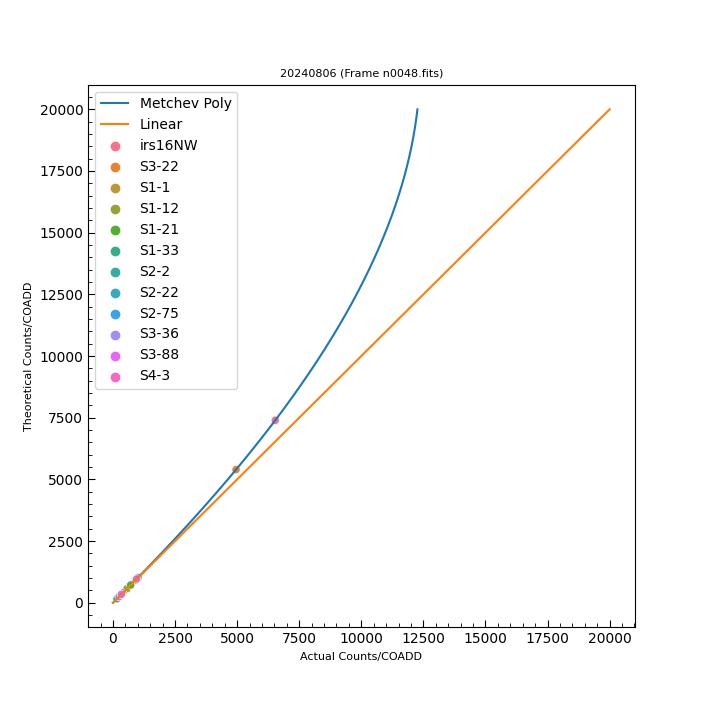 20240806 (Frame n0048.fits)
Metchev Poly
Linear
irs16NW
S3-22
S1-1
S1-12
S1-21
S1-33
S2-2
S2-22
S2-75
S3-36
S3-88
S4-3
20000
17500
15000
12500
10000
7500
5000
2500
0
Theoretical Counts/COADD
0 2500 5000 7500 10000 12500 15000 17500 20000
Actual Counts/COADD